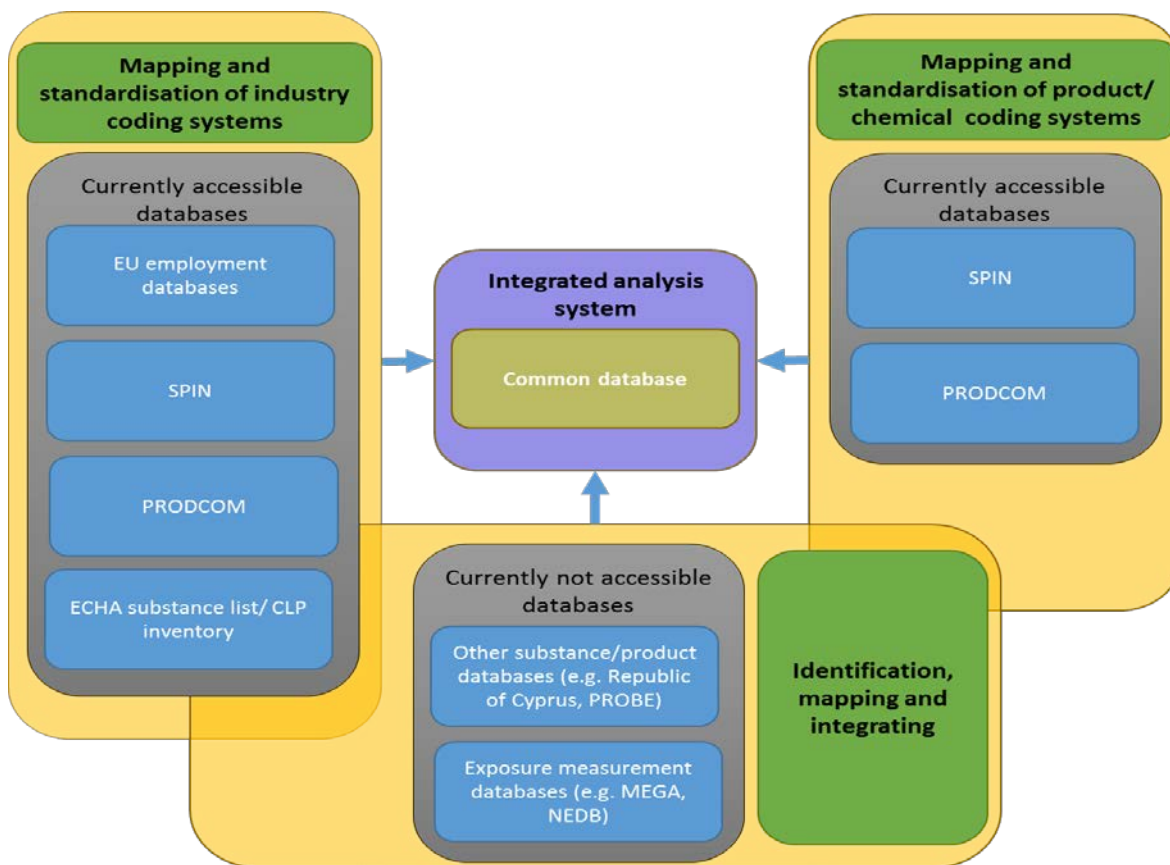 Mapping and
standardisation of industry
coding systems
Currently accessible
databases
EU employment
databases
SPIN
PRODCOM
ECHA substance list/ CLP
inventory
Integrated analysis
system
Common database
Mapping and
standardisation of product/
chemical coding systems
Currently accessible
databases
SPIN
PRODCOM
Currently not accessible
databases
Other substance/product
databases (e.g. Republic
of Cyprus, PROBE)
Exposure measurement
databases (e.g. MEGA,
NEDB)
Identification,
mapping and
integrating